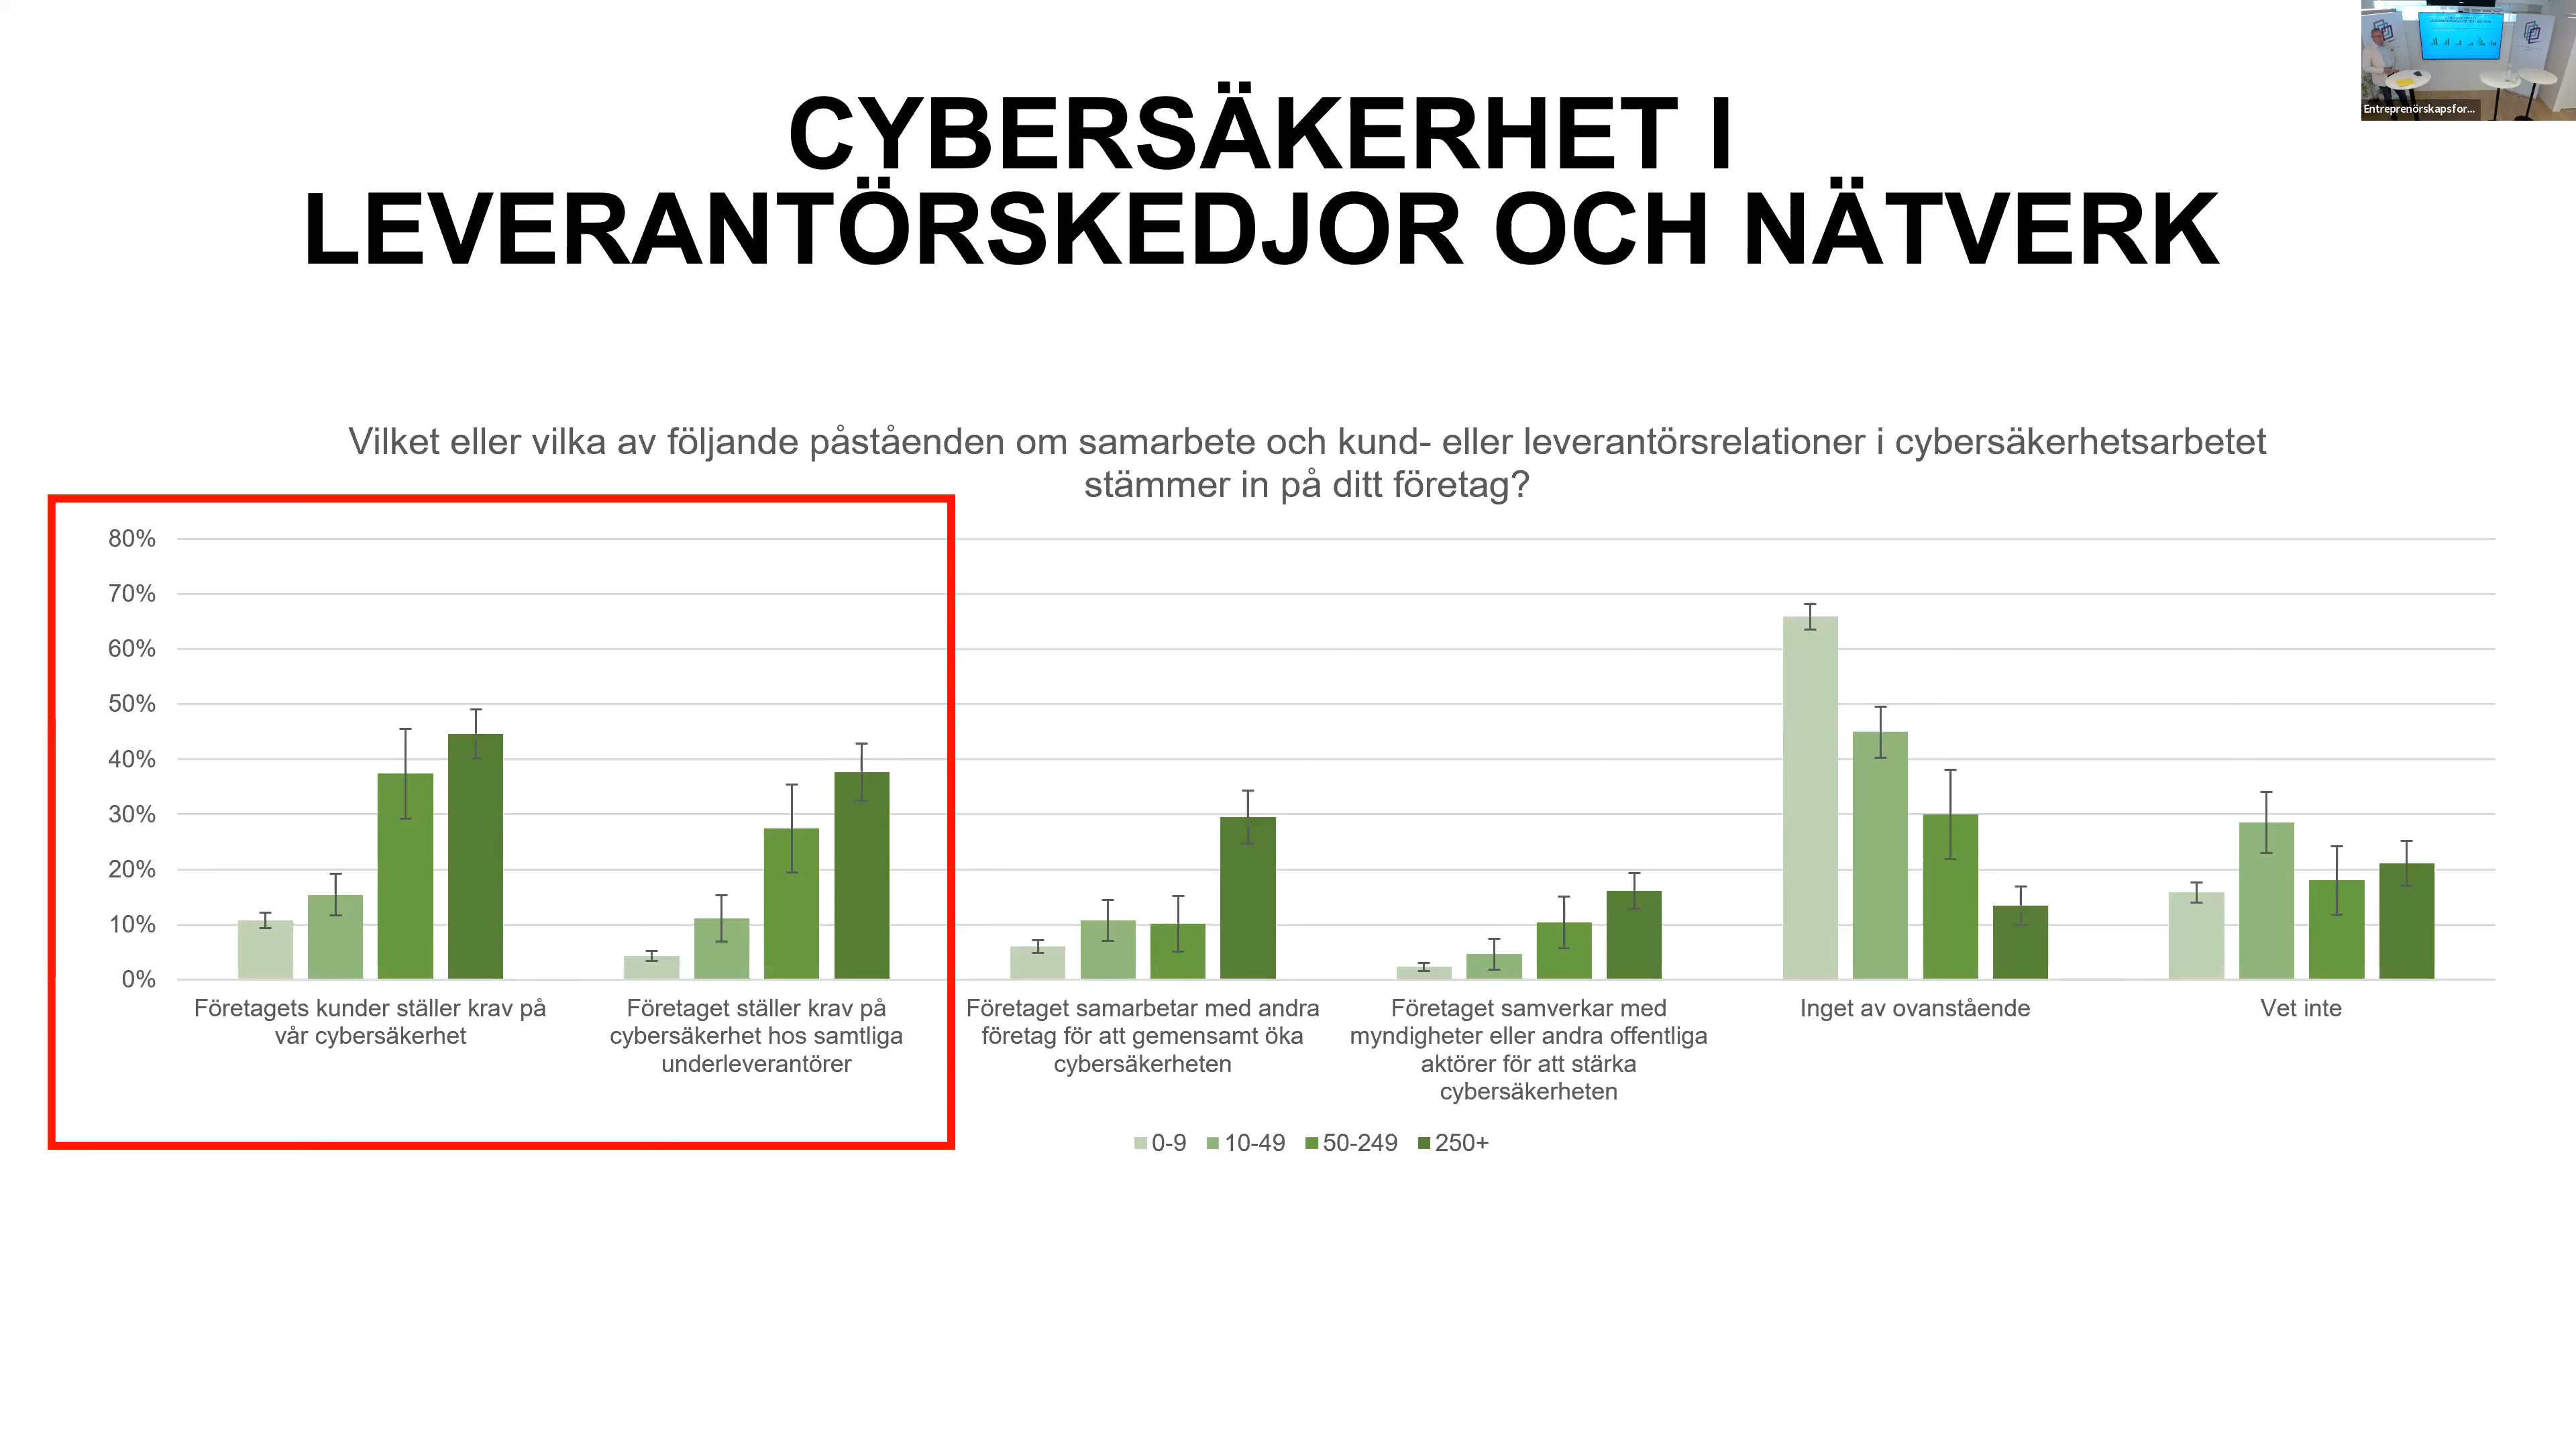 CYBERSÄKERHET I
LEVERANTÖRSKEDJOR OCH NÄTVERK
Entreprenörskapsfor...
Vilket eller vilka av följande påståenden om samarbete och kund- eller leverantörsrelationer i cybersäkerhetsarbetet
stämmer in på ditt företag?
80%
70%
60%
50%
40%
30%
20%
10%
0%
Företagets kunder ställer krav på
vår cybersäkerhet
Företaget ställer krav på
cybersäkerhet hos samtliga
underleverantörer
Företaget samarbetar med andra
företag för att gemensamt öka
cybersäkerheten
Företaget samverkar med
myndigheter eller andra offentliga
aktörer för att stärka
cybersäkerheten
Inget av ovanstående
Vet inte
0-9 10-49 50-249 250+